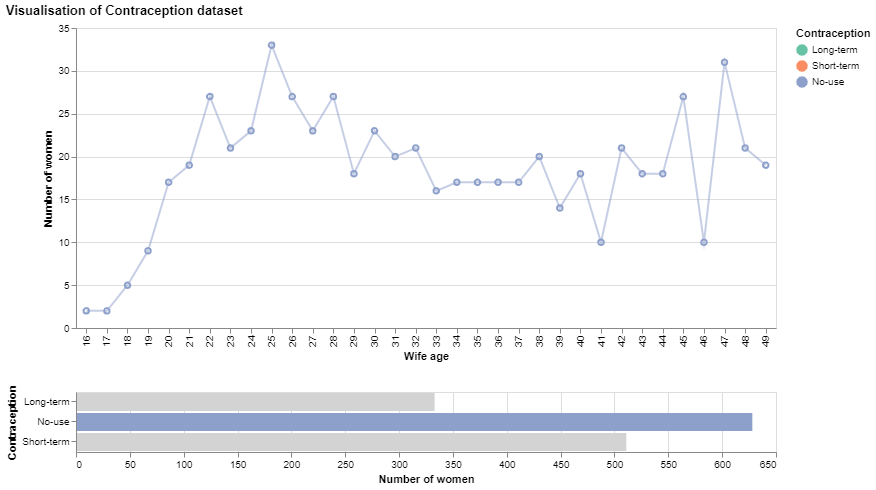 Visualisation of Contraception dataset
35
30
25
20
15
10
5
0
Number of women
16 17 18 19 20 21 22 23 24 25 26 27 28 29 30 31 32 33 34 35 36 37 38 39 40 41 42 43 44 45 46 47 48 49
Wife age
Contraception
Long-term
Short-term
No-use
Contraception
Long-term
No-use
Short-term
0 50 100 150 200 250 300 350 400 450 500 550 600 650
Number of women